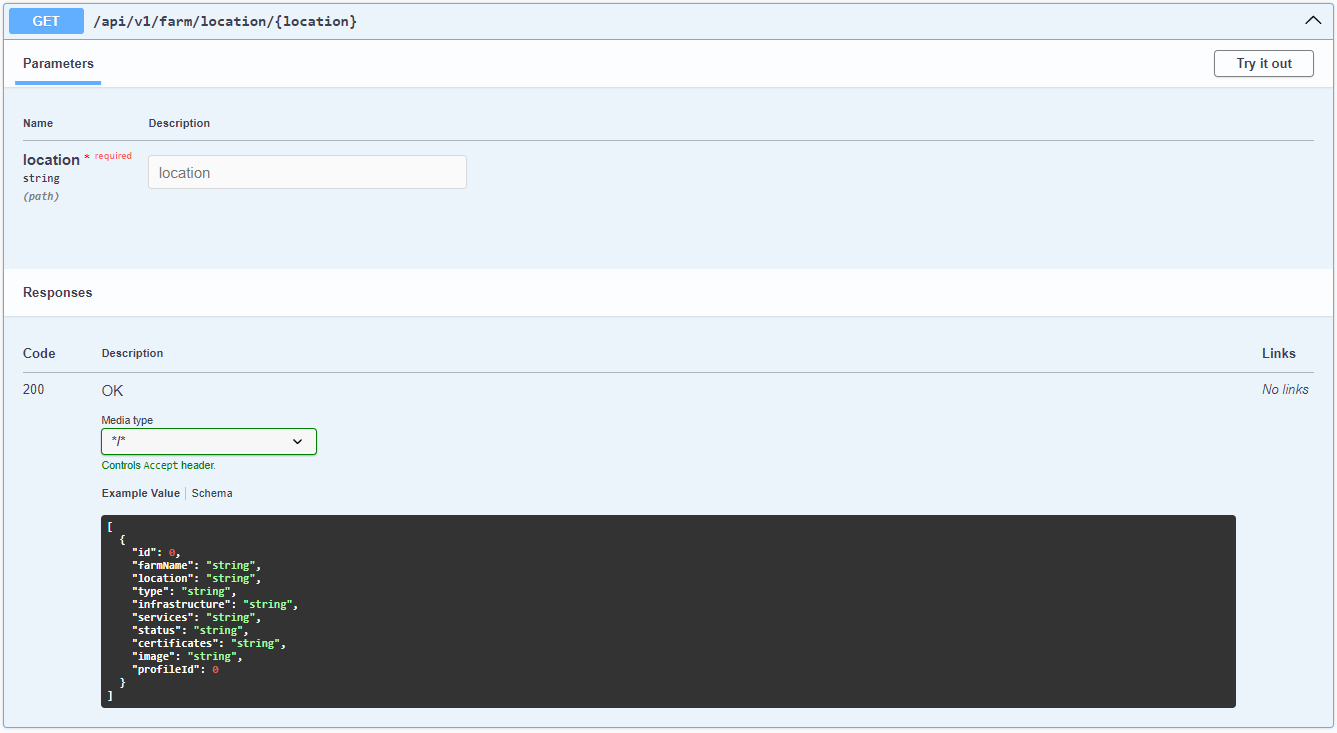 GET /api/v1/farm/location/{location}
Parameters
Try it out
Name Description
location * required
string
(path)
location
Responses
Code Description Links
200 OK No links
Media type
*/*
Controls Accept header.
Example Value | Schema
[
  {
    "id": 0,
    "farmName": "string",
    "location": "string",
    "type": "string",
    "infrastructure": "string",
    "services": "string",
    "status": "string",
    "certificates": "string",
    "image": "string",
    "profileId": 0
  }
]